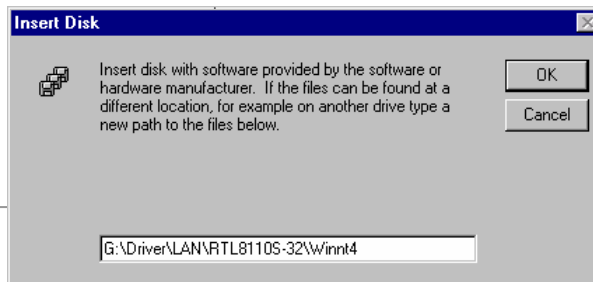 Insert Disk
Insert disk with software provided by the software or
hardware manufacturer. If the files can be found at a
different location, for example on another drive type a
new path to the files below.
OK
Cancel
G:\Driver\LAN\RTL8110S-32\Winnt4